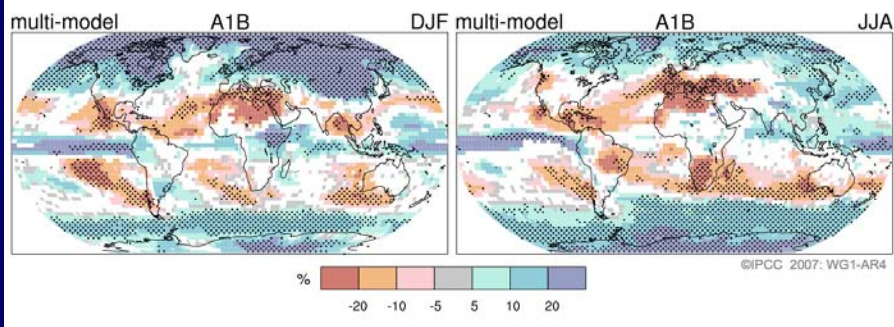 multi-model A1B DJF
multi-model A1B JJA
©IPCC 2007: WG1-AR4
%
-20 -10 -5 5 10 20